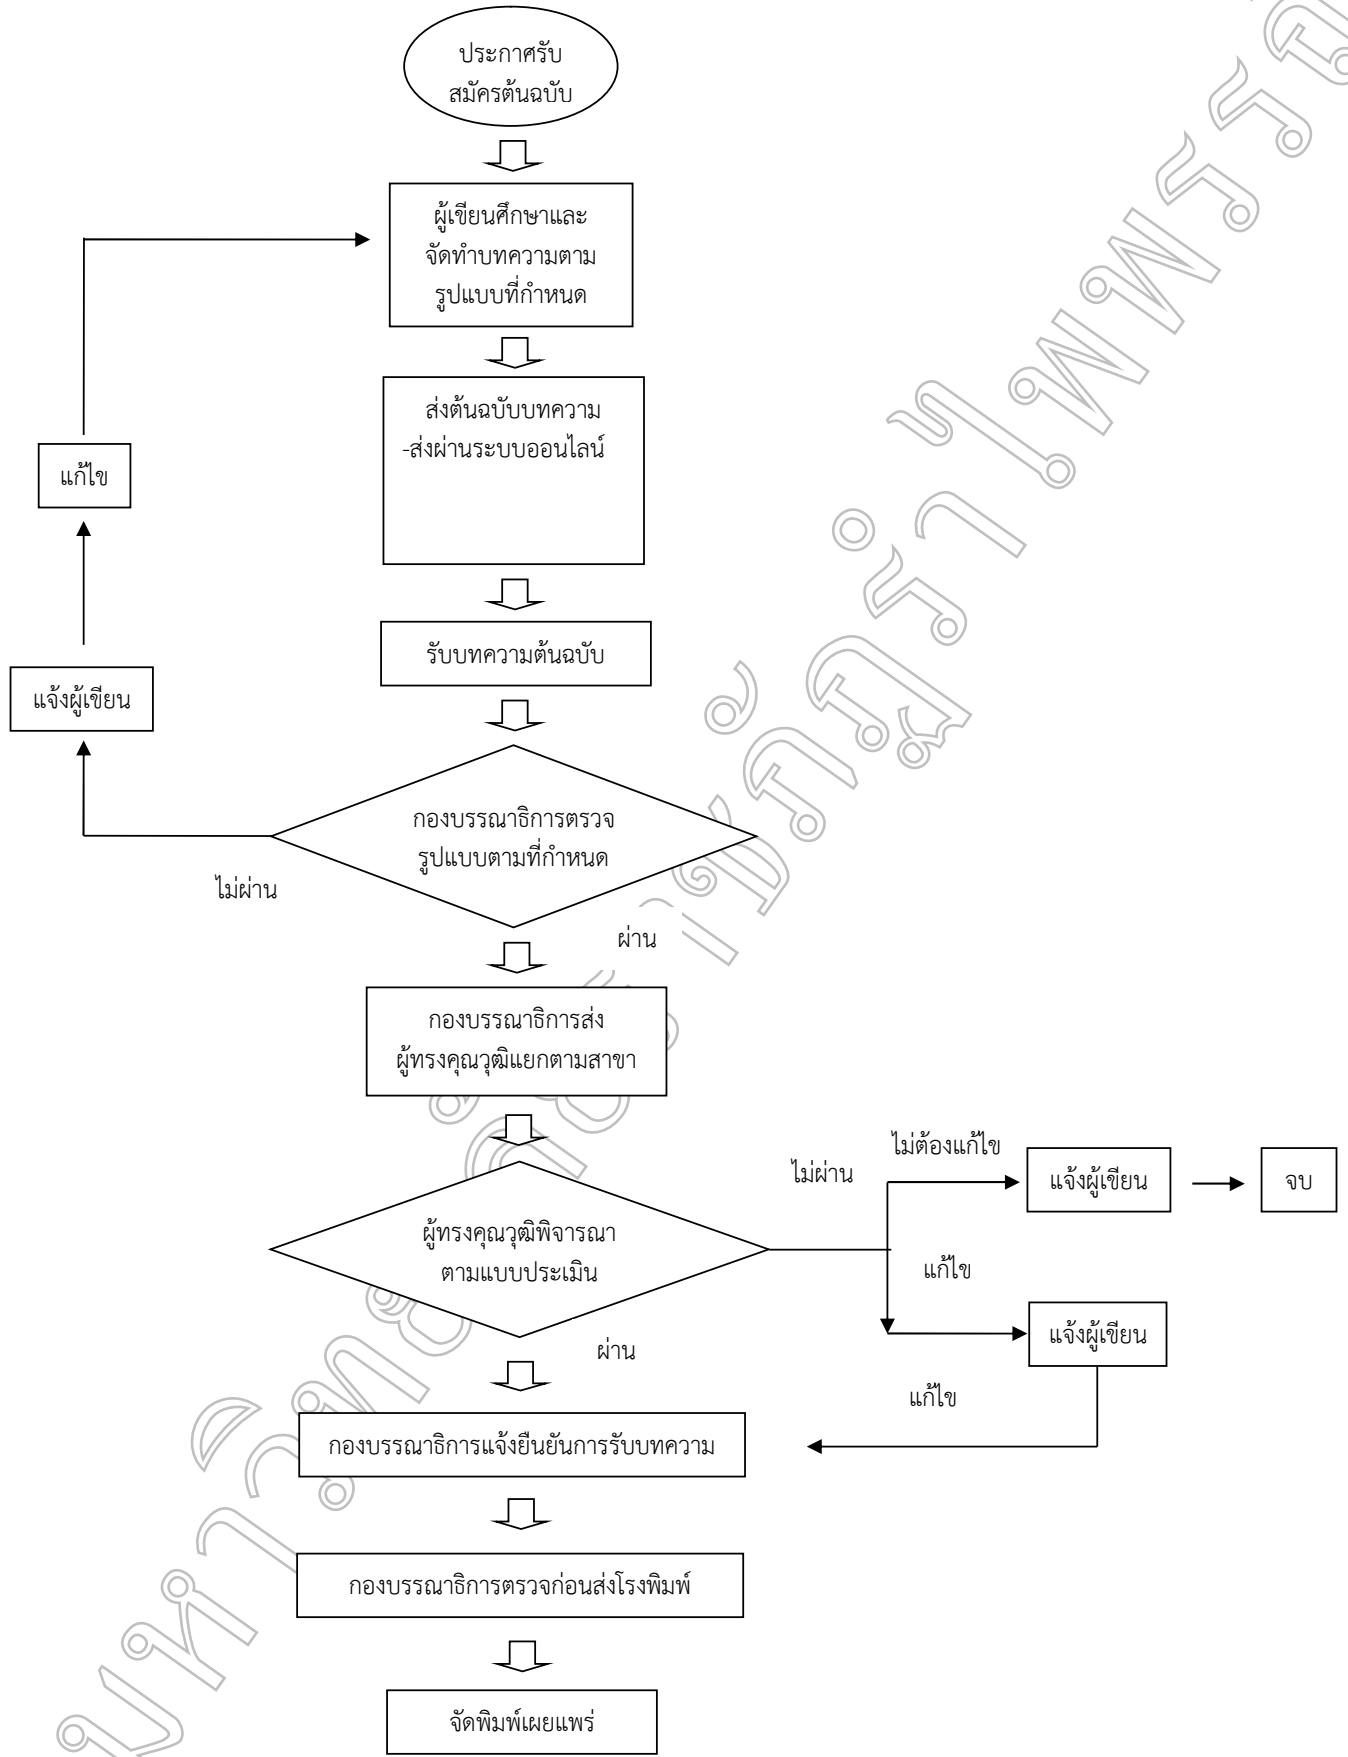 ประกาศรับ
สมัครต้นฉบับ
ผู้เขียนศึกษาและ
จัดทำบทความตาม
รูปแบบที่กำหนด
ส่งต้นฉบับบทความ
-ส่งผ่านระบบออนไลน์
แก้ไข
รับบทความต้นฉบับ
แจ้งผู้เขียน
กองบรรณาธิการตรวจ
รูปแบบตามที่กำหนด
ไม่ผ่าน
ผ่าน
กองบรรณาธิการส่ง
ผู้ทรงคุณวุฒิแยกตามสาขา
ไม่ต้องแก้ไข
ไม่ผ่าน
แจ้งผู้เขียน
จบ
ผู้ทรงคุณวุฒิพิจารณา
ตามแบบประเมิน
แก้ไข
แจ้งผู้เขียน
ผ่าน
แก้ไข
กองบรรณาธิการแจ้งยืนยันการรับบทความ
กองบรรณาธิการตรวจก่อนส่งโรงพิมพ์
จัดพิมพ์เผยแพร่